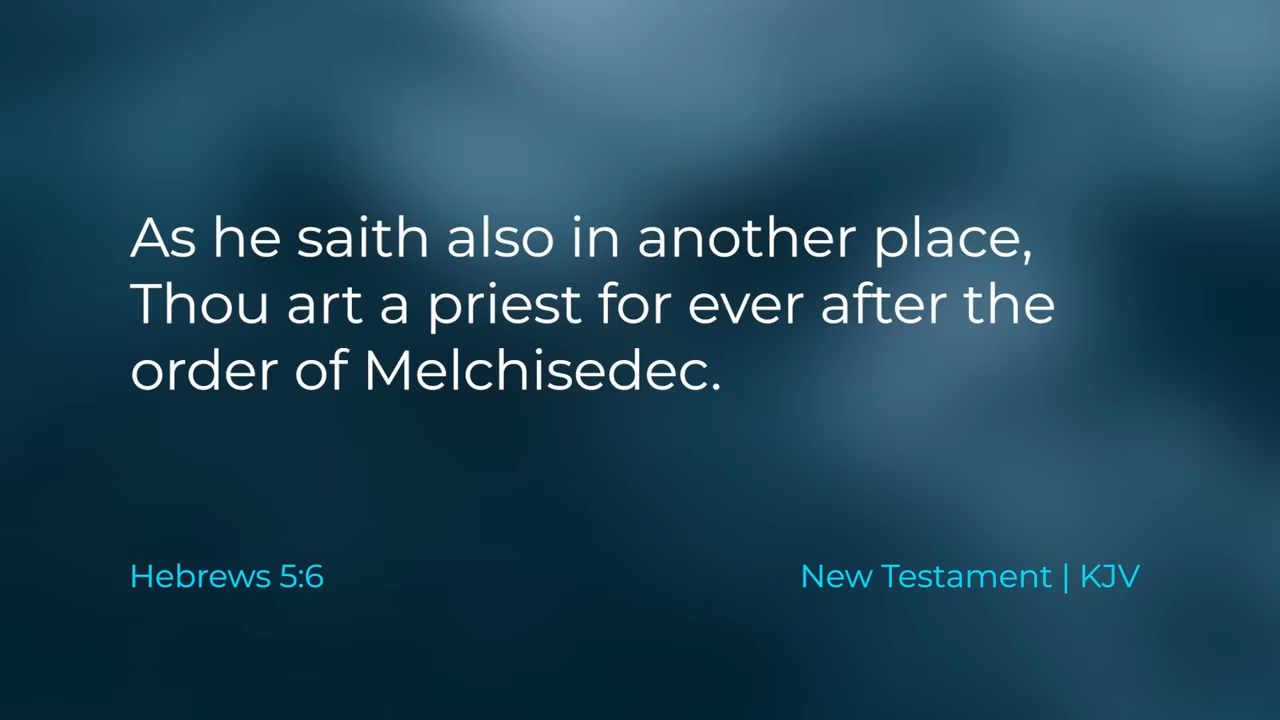 As he saith also in another place,
Thou art a priest for ever after the
order of Melchisedec.
Hebrews 5:6
New Testament | KJV